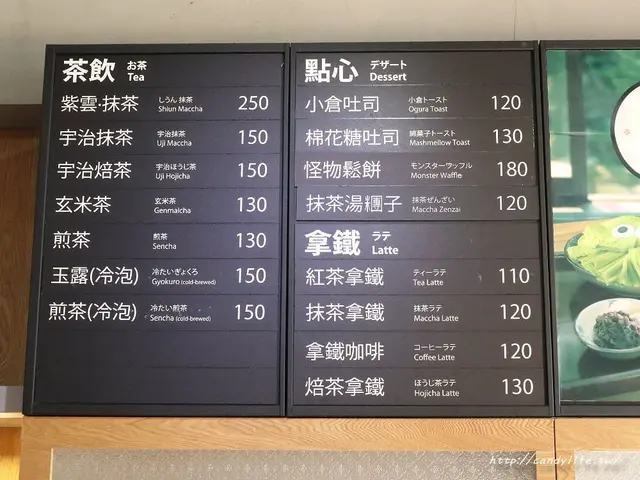 茶飲 お茶 Tea
紫雲·抹茶 しうん 抹茶 Shiun Maccha 250
宇治抹茶 宇治抹茶 Uji Maccha 150
宇治焙茶 宇治ほうじ茶 Uji Hojicha 150
玄米茶 玄米茶 Genmaicha 130
煎茶 煎茶 Sencha 130
玉露(冷泡) 冷たいぎょくろ Gyokuro (cold-brewed) 150
煎茶(冷泡) 冷たい煎茶 Sencha (cold-brewed) 150
點心 デザート Dessert
小倉吐司 小倉トースト Ogura Toast 120
棉花糖吐司 綿菓子トースト Mashmellow Toast 130
怪物鬆餅 モンスターワッフル Monster Waffle 180
抹茶湯糰子 抹茶ぜんざい Maccha Zenzai 120
拿鐵 ラテ Latte
紅茶拿鐵 ティーラテ Tea Latte 110
抹茶拿鐵 抹茶ラテ Maccha Latte 120
拿鐵咖啡 コーヒーラテ Coffee Latte 120
焙茶拿鐵 ほうじ茶ラテ Hojicha Latte 130
http://candylife.tw/